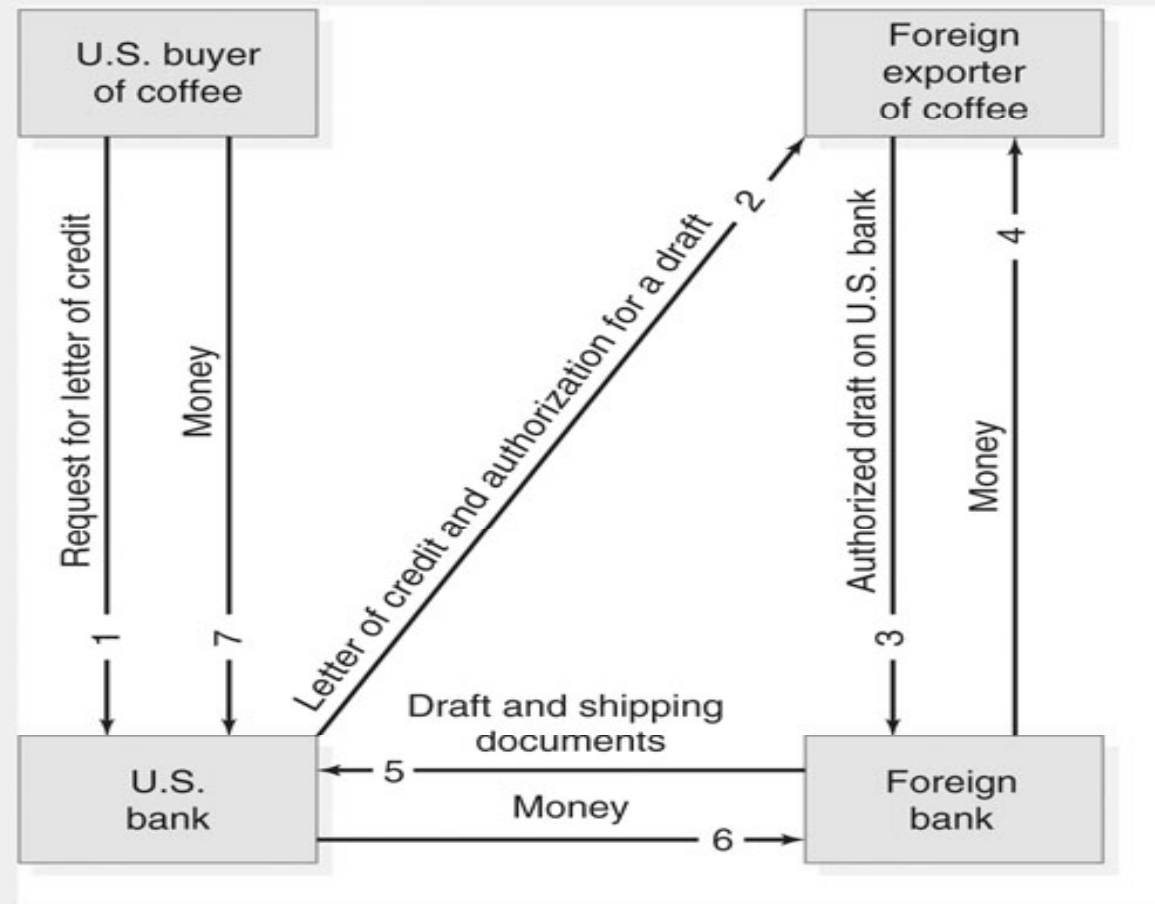 U.S. buyer
of coffee
Foreign
exporter
of coffee
Request for letter of credit
1
Money
7
Letter of credit and authorization for a draft
2
Authorized draft on U.S. bank
3
Money
4
Draft and shipping
documents
5
Money
6
U.S.
bank
Foreign
bank